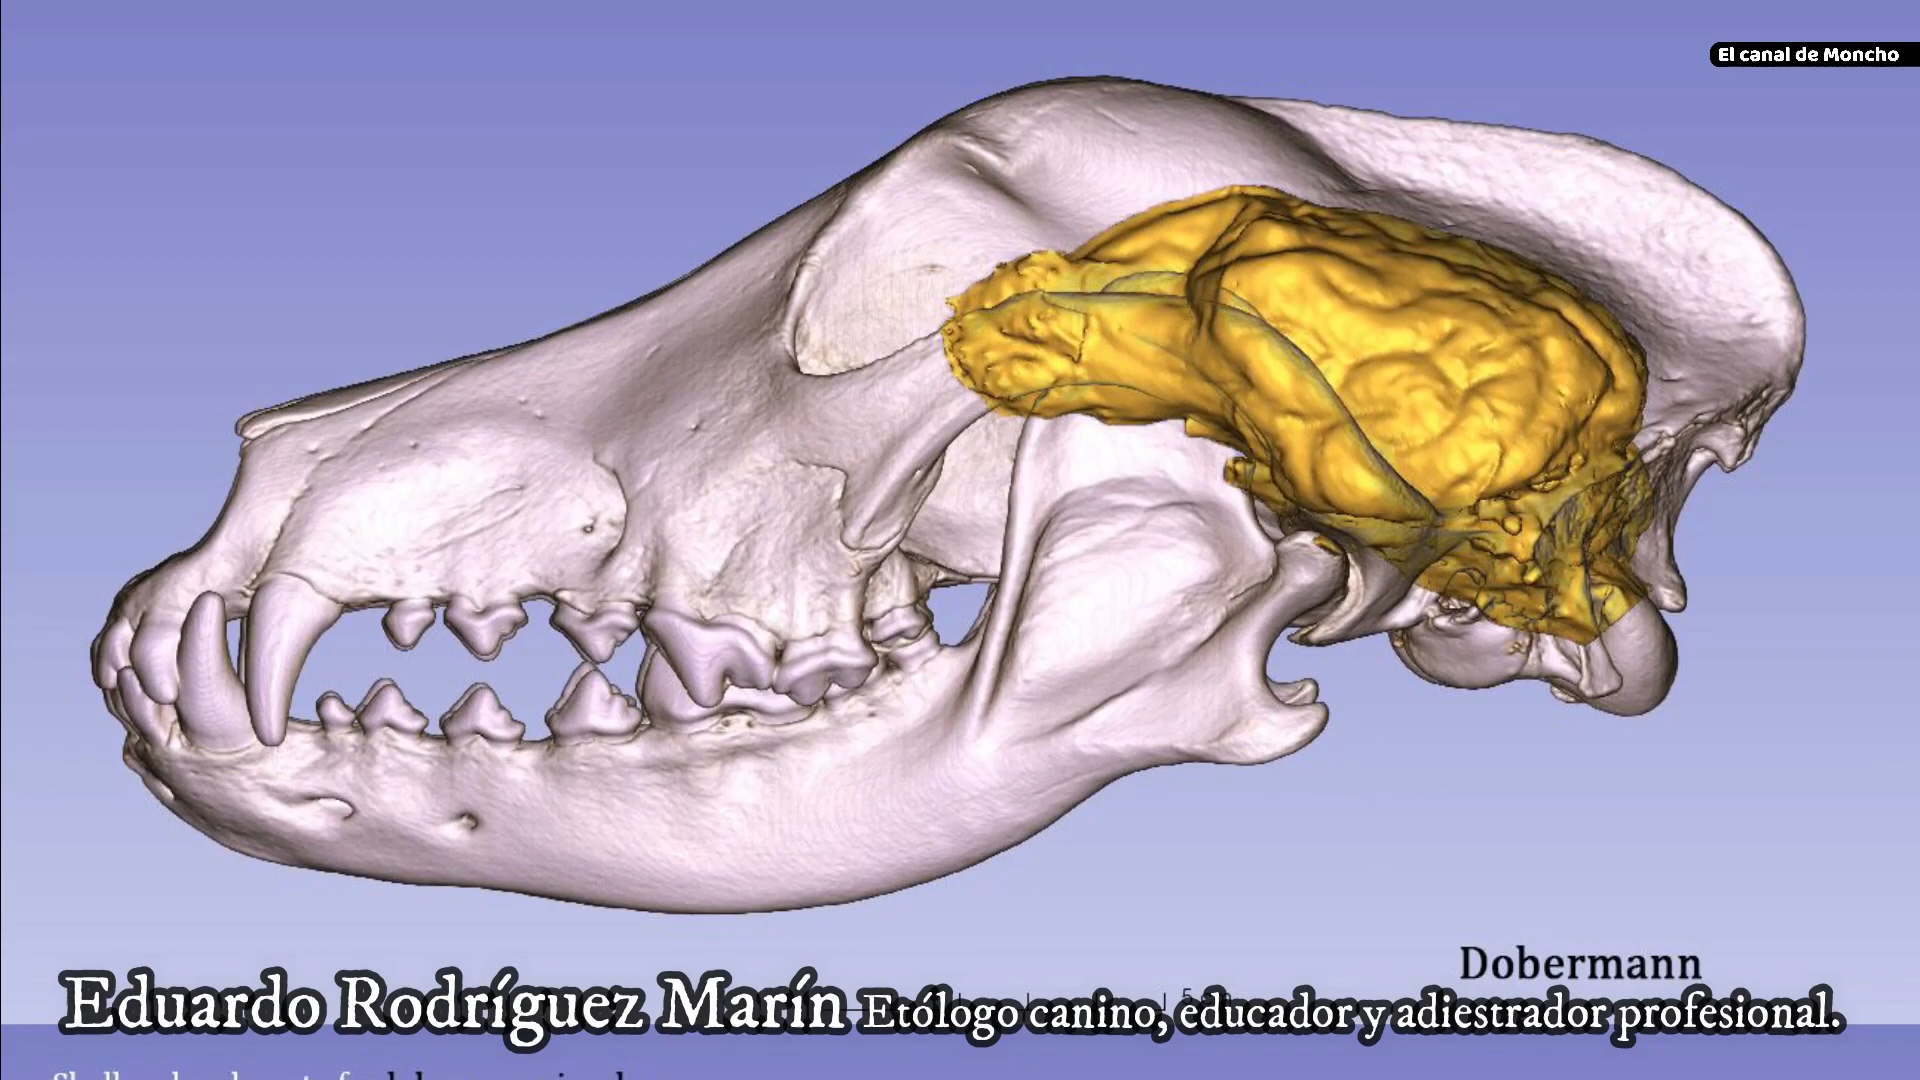 El canal de Moncho
Dobermann
Eduardo Rodríguez Marín Etólogo canino, educador y adiestrador profesional.